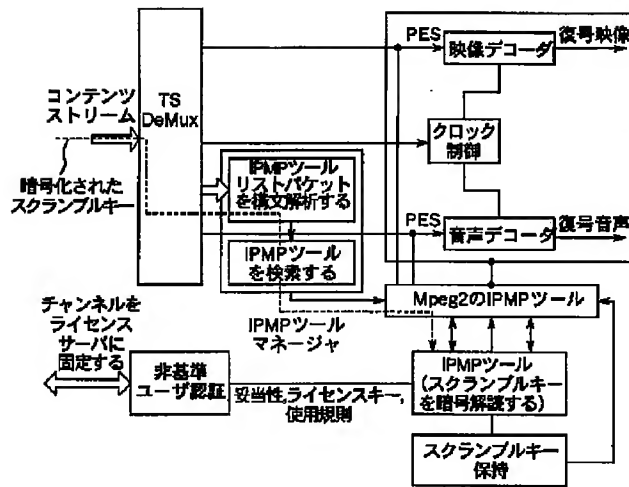 PES
映像デコーダ
復号映像
TS
DeMux
コンテンツ
ストリーム
暗号化された
スクランブルキー
クロック
制御
IPMPツール
リストパケット
を構文解析する
IPMPツール
を検索する
PES
音声デコーダ
復号音声
Mpeg2のIPMPツール
IPMPツール
マネージャ
チャンネルを
ライセンス
サーバに
固定する
非基準
ユーザ認証
妥当性,ライセンスキー,
使用規則
IPMPツール
(スクランブルキー
を暗号解読する)
スクランブルキー
保持